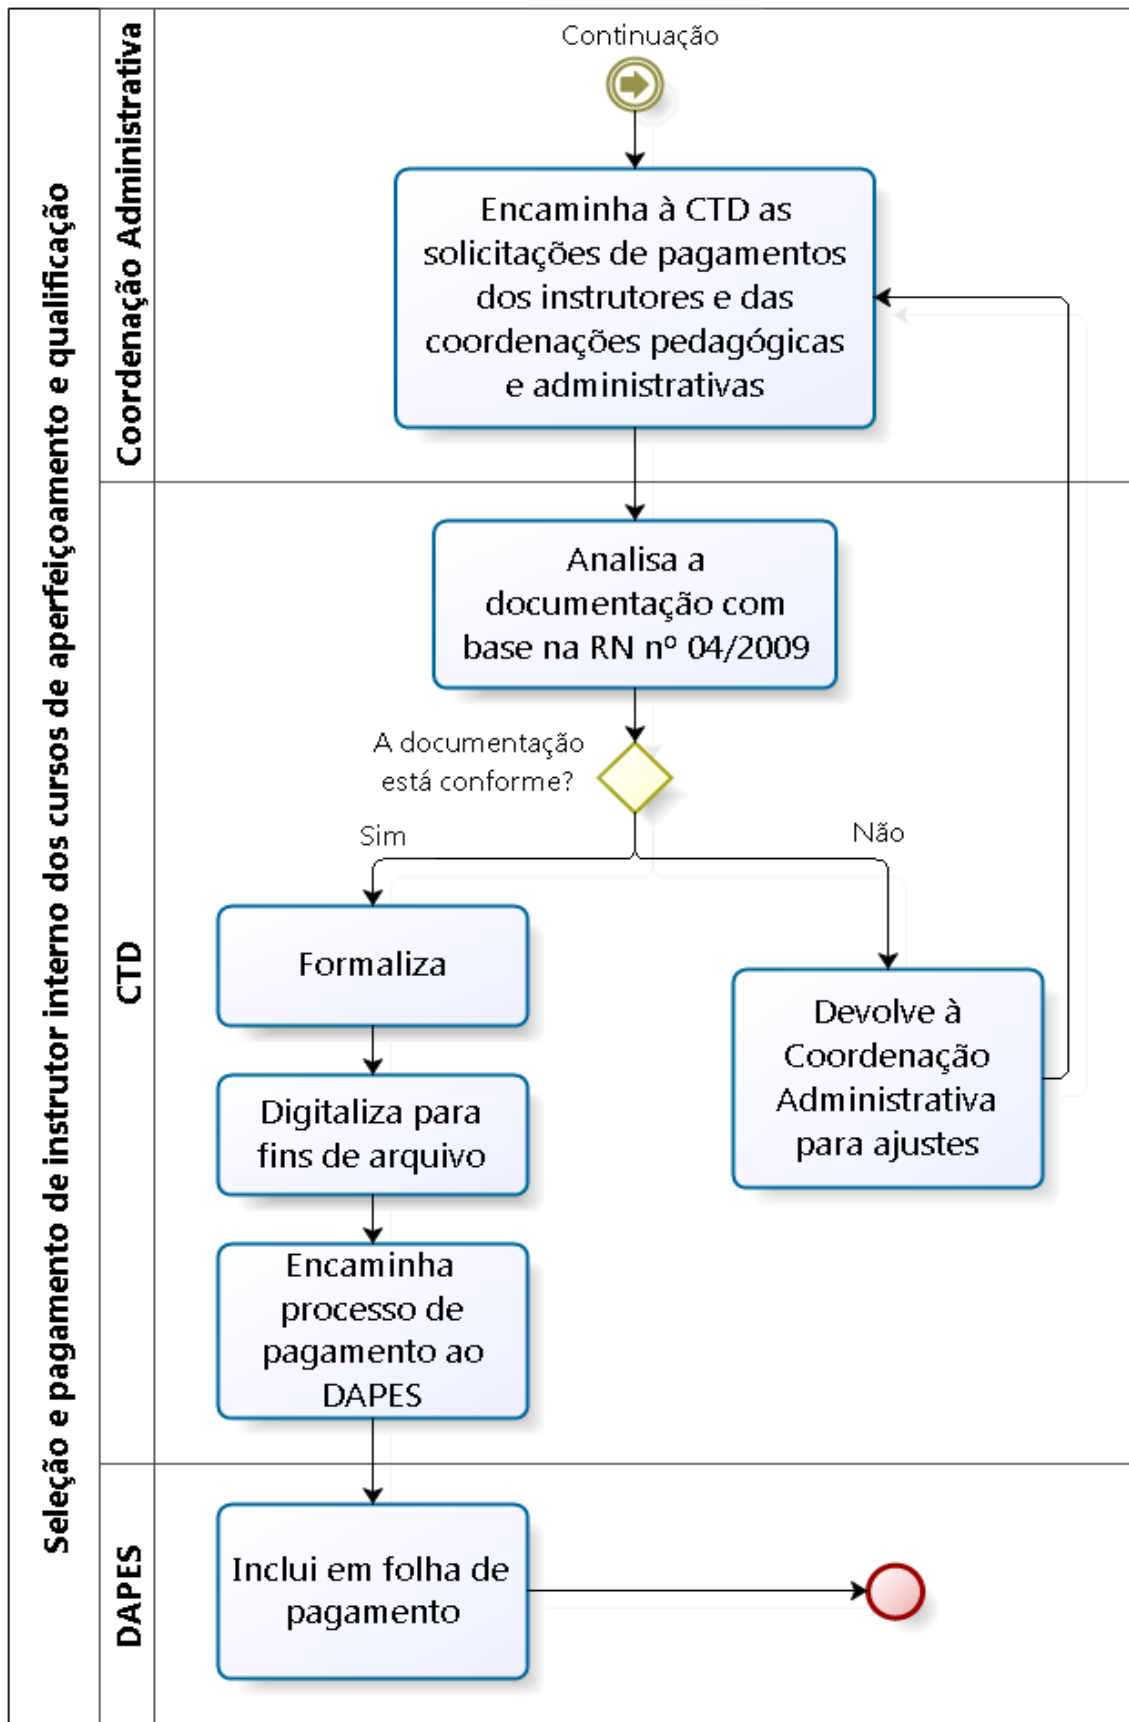 Seleção e pagamento de instrutor interno dos cursos de aperfeiçoamento e qualificação
Coordenação Administrativa
Continuação
Encaminha à CTD as
solicitações de pagamentos
dos instrutores e das
coordenações pedagógicas
e administrativas
CTD
Analisa a
documentação com
base na RN nº 04/2009
A documentação
está conforme?
Sim
Não
Formaliza
Devolve à
Coordenação
Administrativa
para ajustes
Digitaliza para
fins de arquivo
Encaminha
processo de
pagamento ao
DAPES
DAPES
Inclui em folha de
pagamento